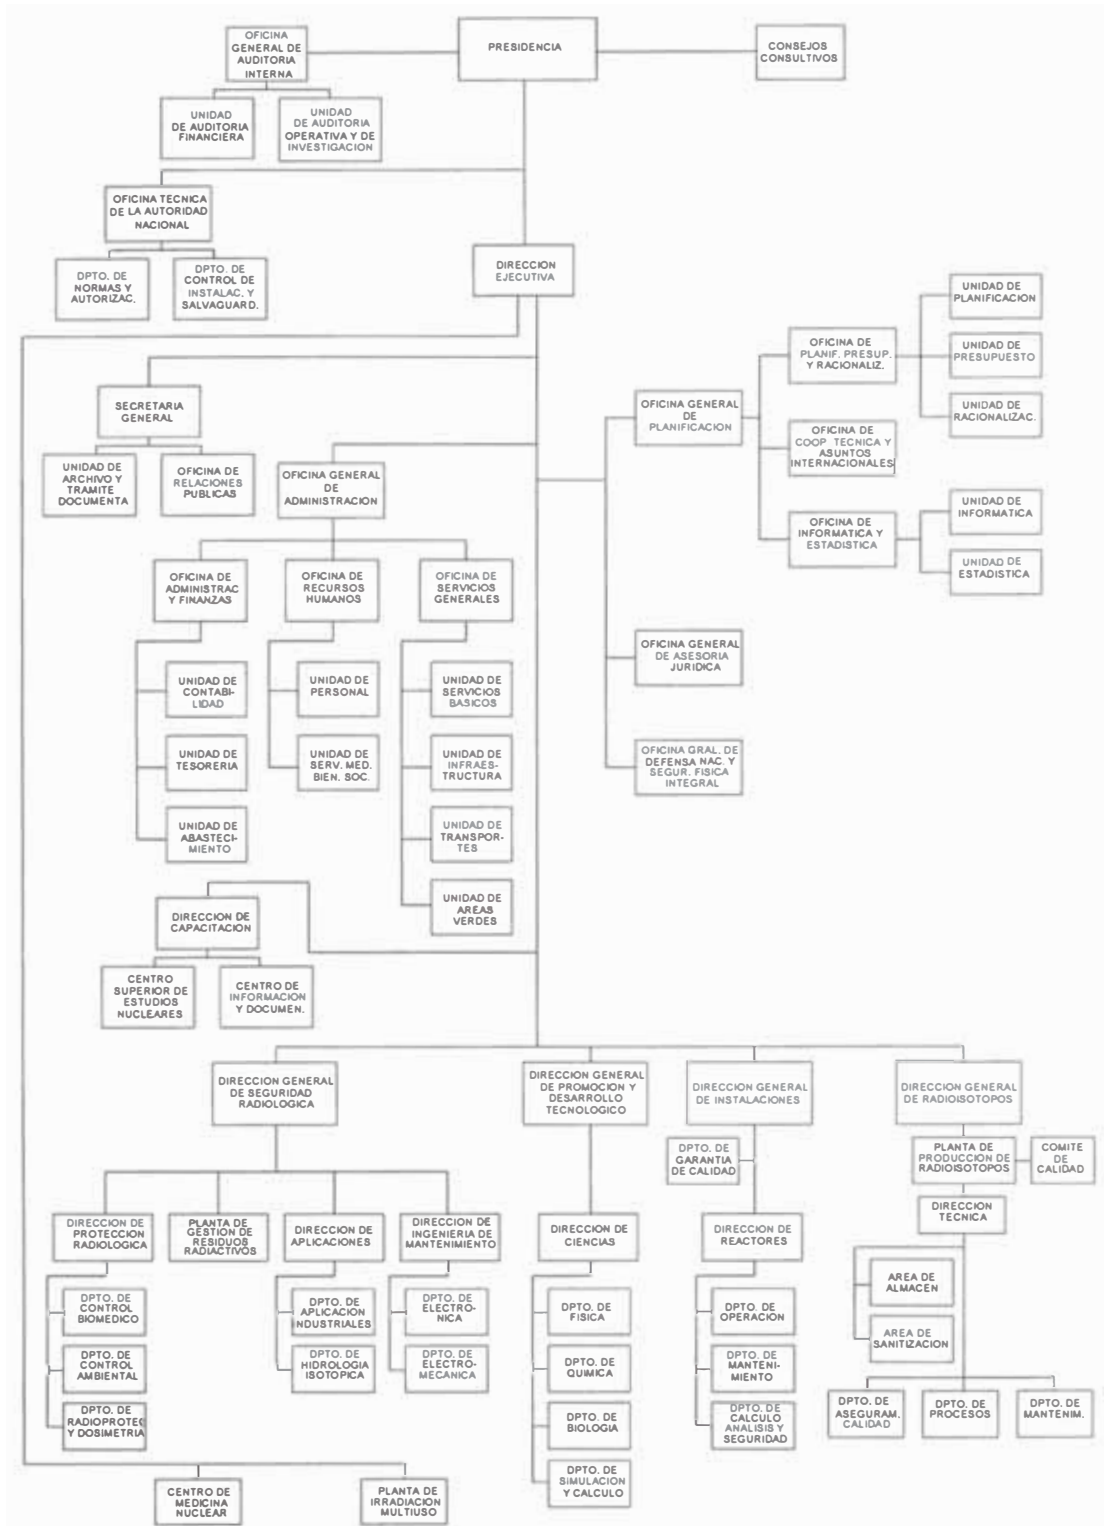 OFICINA
GENERAL DE
AUDITORIA
INTERNA
PRESIDENCIA
CONSEJOS
CONSULTIVOS
UNIDAD
DE AUDITORIA
FINANCIERA
UNIDAD
DE AUDITORIA
OPERATIVA Y DE
INVESTIGACION
OFICINA TECNICA
DE LA AUTORIDAD
NACIONAL
DPTO. DE
NORMAS Y
AUTORIZAC.
DPTO. DE
CONTROL DE
INSTALAC. Y
SALVAGUARD.
DIRECCION
EJECUTIVA
SECRETARIA
GENERAL
UNIDAD DE
ARCHIVO Y
TRAMITE
DOCUMENTA
OFICINA DE
RELACIONES
PUBLICAS
OFICINA GENERAL
DE
PLANIFICACION
OFICINA DE
PLANIF. PRESUP.
Y RACIONALIZ.
UNIDAD DE
PLANIFICACION
UNIDAD DE
PRESUPUESTO
UNIDAD DE
RACIONALIZAC.
OFICINA DE
COOP TECNICA Y
ASUNTOS
INTERNACIONALES
OFICINA DE
INFORMATICA Y
ESTADISTICA
UNIDAD DE
INFORMATICA
UNIDAD DE
ESTADISTICA
OFICINA GENERAL
DE
ADMINISTRACION
OFICINA DE
ADMINISTRAC
Y FINANZAS
OFICINA DE
RECURSOS
HUMANOS
OFICINA DE
SERVICIOS
GENERALES
UNIDAD DE
CONTABI-
LIDAD
UNIDAD DE
TESORERIA
UNIDAD DE
ABASTECI-
MIENTO
UNIDAD DE
PERSONAL
UNIDAD DE
SERV. MED.
BIEN. SOC.
UNIDAD DE
SERVICIOS
BASICOS
UNIDAD DE
INFRAES-
TRUCTURA
UNIDAD DE
TRANSPOR-
TES
UNIDAD DE
AREAS
VERDES
OFICINA GENERAL
DE ASESORIA
JURIDICA
OFICINA GRAL. DE
DEFENSA NAC. Y
SEGUR. FISICA
INTEGRAL
DIRECCION DE
CAPACITACION
CENTRO
SUPERIOR DE
ESTUDIOS
NUCLEARES
CENTRO DE
INFORMACION
Y DOCUMEN.
DIRECCION GENERAL
DE SEGURIDAD
RADIOLOGICA
DIRECCION GENERAL
DE PROMOCION Y
DESARROLLO
TECNOLOGICO
DIRECCION GENERAL
DE INSTALACIONES
DIRECCION GENERAL
DE RADIOISOTOPOS
DPTO. DE
GARANTIA
DE CALIDAD
PLANTA DE
PRODUCCION DE
RADIOISOTOPOS
COMITE
DE
CALIDAD
DIRECCION
TECNICA
DIRECCION DE
PROTECCION
RADIOLOGICA
PLANTA DE
GESTION DE
RESIDUOS
RADIACTIVOS
DIRECCION DE
APLICACIONES
DIRECCION DE
INGENIERIA DE
MANTENIMIENTO
DIRECCION DE
CIENCIAS
DIRECCION DE
REACTORES
DPTO. DE
CONTROL
BIOMEDICO
DPTO. DE
CONTROL
AMBIENTAL
DPTO. DE
RADIOPROTEC
Y DOSIMETRIA
DPTO. DE
APLICACION
INDUSTRIALES
DPTO. DE
HIDROLOGIA
ISOTOPICA
DPTO. DE
ELECTRO-
NICA
DPTO. DE
ELECTRO-
MECANICA
DPTO. DE
FISICA
DPTO. DE
QUIMICA
DPTO. DE
BIOLOGIA
DPTO. DE
SIMULACION
Y CALCULO
DPTO. DE
OPERACION
DPTO. DE
MANTENI-
MIENTO
DPTO. DE
CALCULO
ANALISIS Y
SEGURIDAD
AREA DE
ALMACEN
AREA DE
SANITIZACION
DPTO. DE
ASEGURAM.
CALIDAD
DPTO. DE
PROCESOS
DPTO. DE
MANTENIM.
CENTRO DE
MEDICINA
NUCLEAR
PLANTA DE
IRRADIACION
MULTIUSO